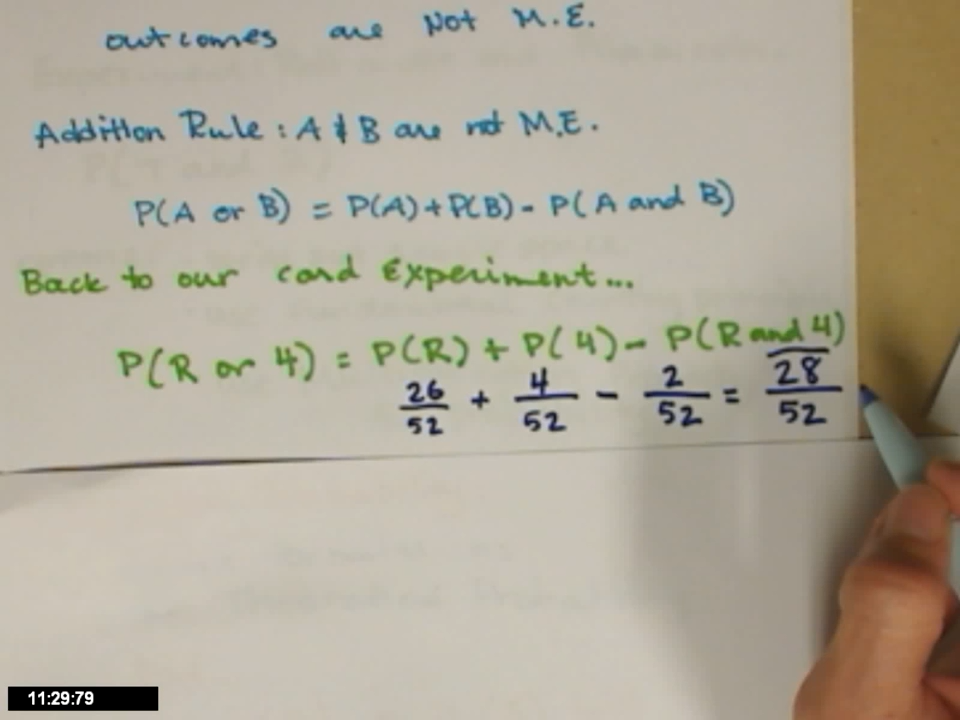 outcomes are Not M.E.
Addition Rule : A & B are not M.E.
P(A or B) = P(A) + P(B) - P(A and B)
Back to our card Experiment...
P(R or 4) = P(R) + P(4) - P(R and 4)
26/52 + 4/52 - 2/52 = 28/52
11:29:79